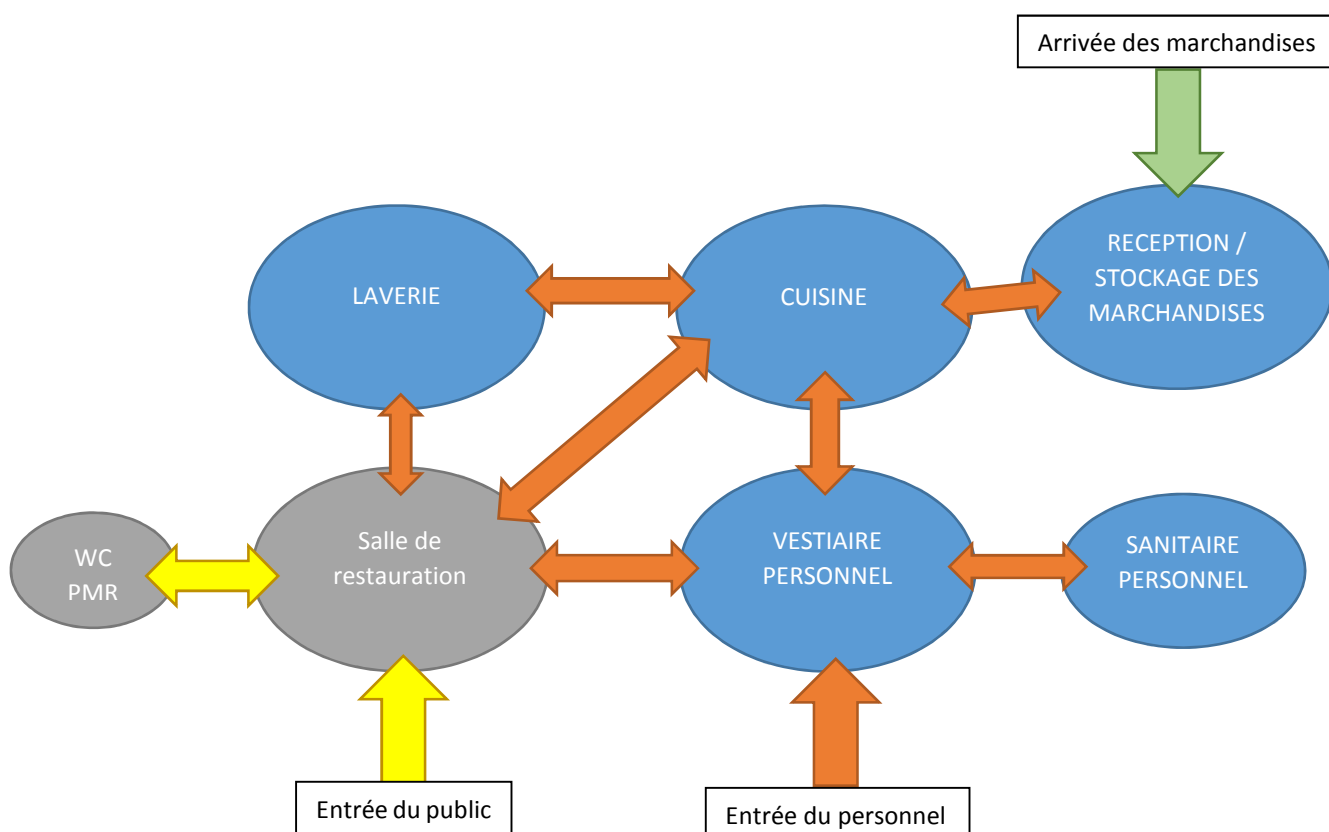 Arrivée des marchandises
RECEPTION /
STOCKAGE DES
MARCHANDISES
LAVERIE
CUISINE
WC
PMR
Salle de
restauration
VESTIAIRE
PERSONNEL
SANITAIRE
PERSONNEL
Entrée du public
Entrée du personnel